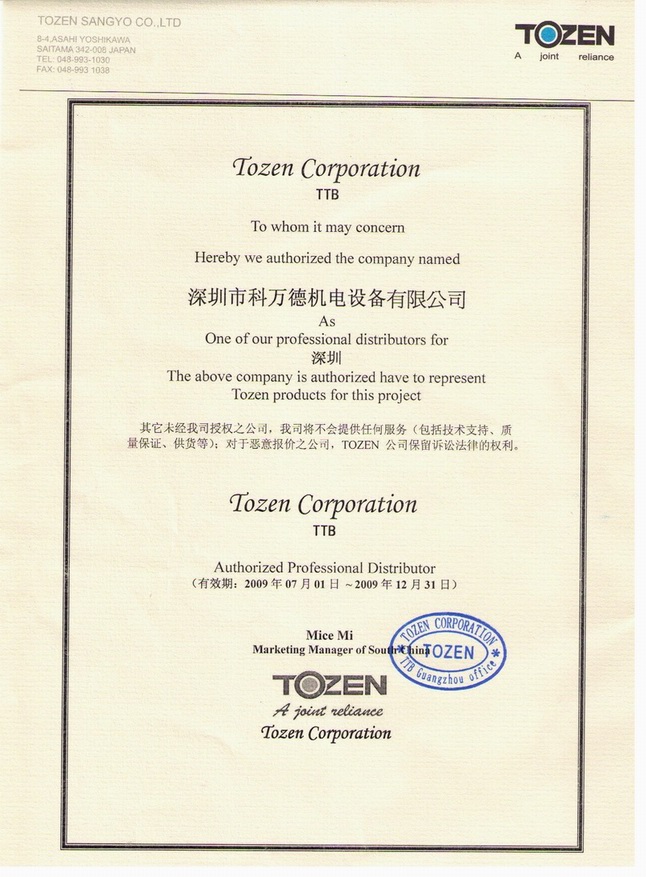 TOZEN SANGYO CO.,LTD
8-4,ASAHI YOSHIKAWA
SAITAMA 342-008 JAPAN
TEL: 048-993-1030
FAX: 048-993 1038
TOZEN
A joint reliance
Tozen Corporation
TTB
To whom it may concern
Hereby we authorized the company named
深圳市科万德机电设备有限公司
As
One of our professional distributors for
深圳
The above company is authorized have to represent
Tozen products for this project
其它未经我司授权之公司，我司将不会提供任何服务（包括技术支持、质
量保证、供货等）；对于恶意报价之公司，TOZEN 公司保留诉讼法律的权利。
Tozen Corporation
TTB
Authorized Professional Distributor
（有效期：2009 年 07 月 01 日 ~2009 年 12 月 31 日）
Mice Mi
Marketing Manager of South China
TOZEN CORPORATION
TOZEN
TTB Guangzhou office
TOZEN
A joint reliance
Tozen Corporation